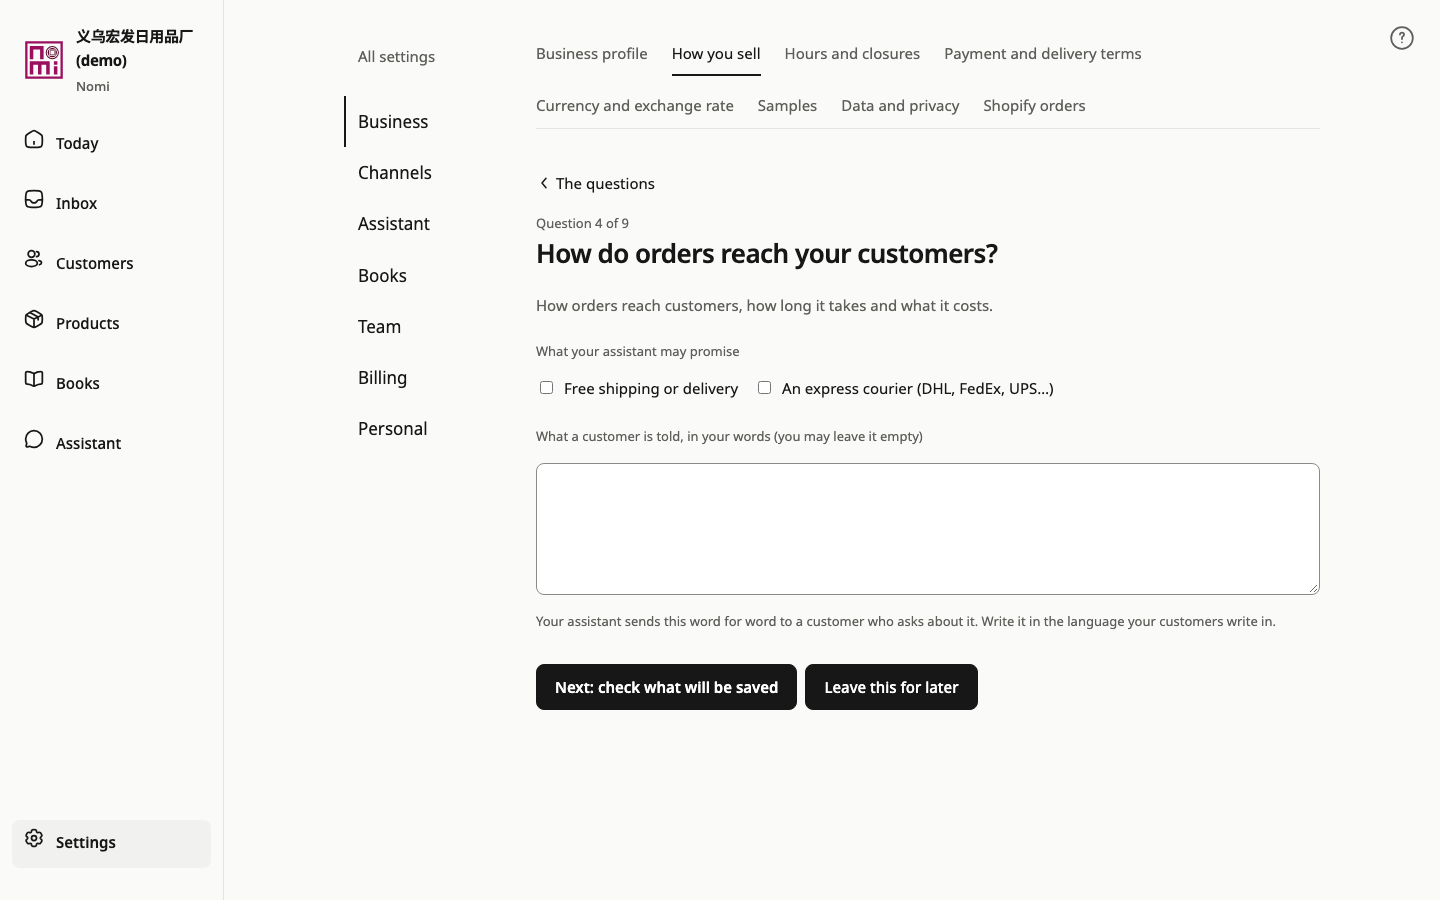 义乌宏发日用品厂
(demo)
Nomi
Today
Inbox
Customers
Products
Books
Assistant
Settings
All settings
Business
Channels
Assistant
Books
Team
Billing
Personal
Business profile
How you sell
Hours and closures
Payment and delivery terms
Currency and exchange rate
Samples
Data and privacy
Shopify orders
The questions
Question 4 of 9
How do orders reach your customers?
How orders reach customers, how long it takes and what it costs.
What your assistant may promise
Free shipping or delivery
An express courier (DHL, FedEx, UPS...)
What a customer is told, in your words (you may leave it empty)
Your assistant sends this word for word to a customer who asks about it. Write it in the language your customers write in.
Next: check what will be saved
Leave this for later